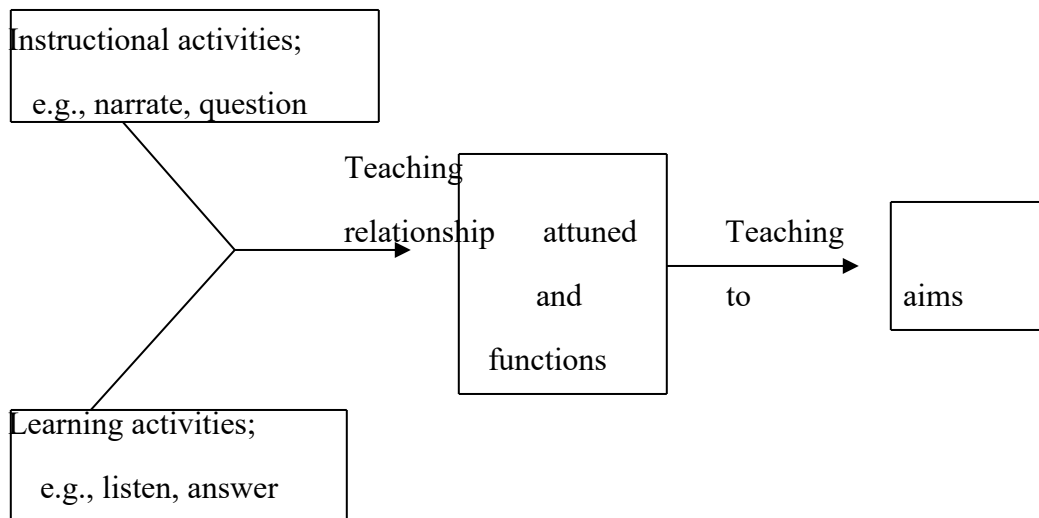 Instructional activities;
e.g., narrate, question
Teaching
relationship attuned Teaching
and to aims
functions
Learning activities;
e.g., listen, answer